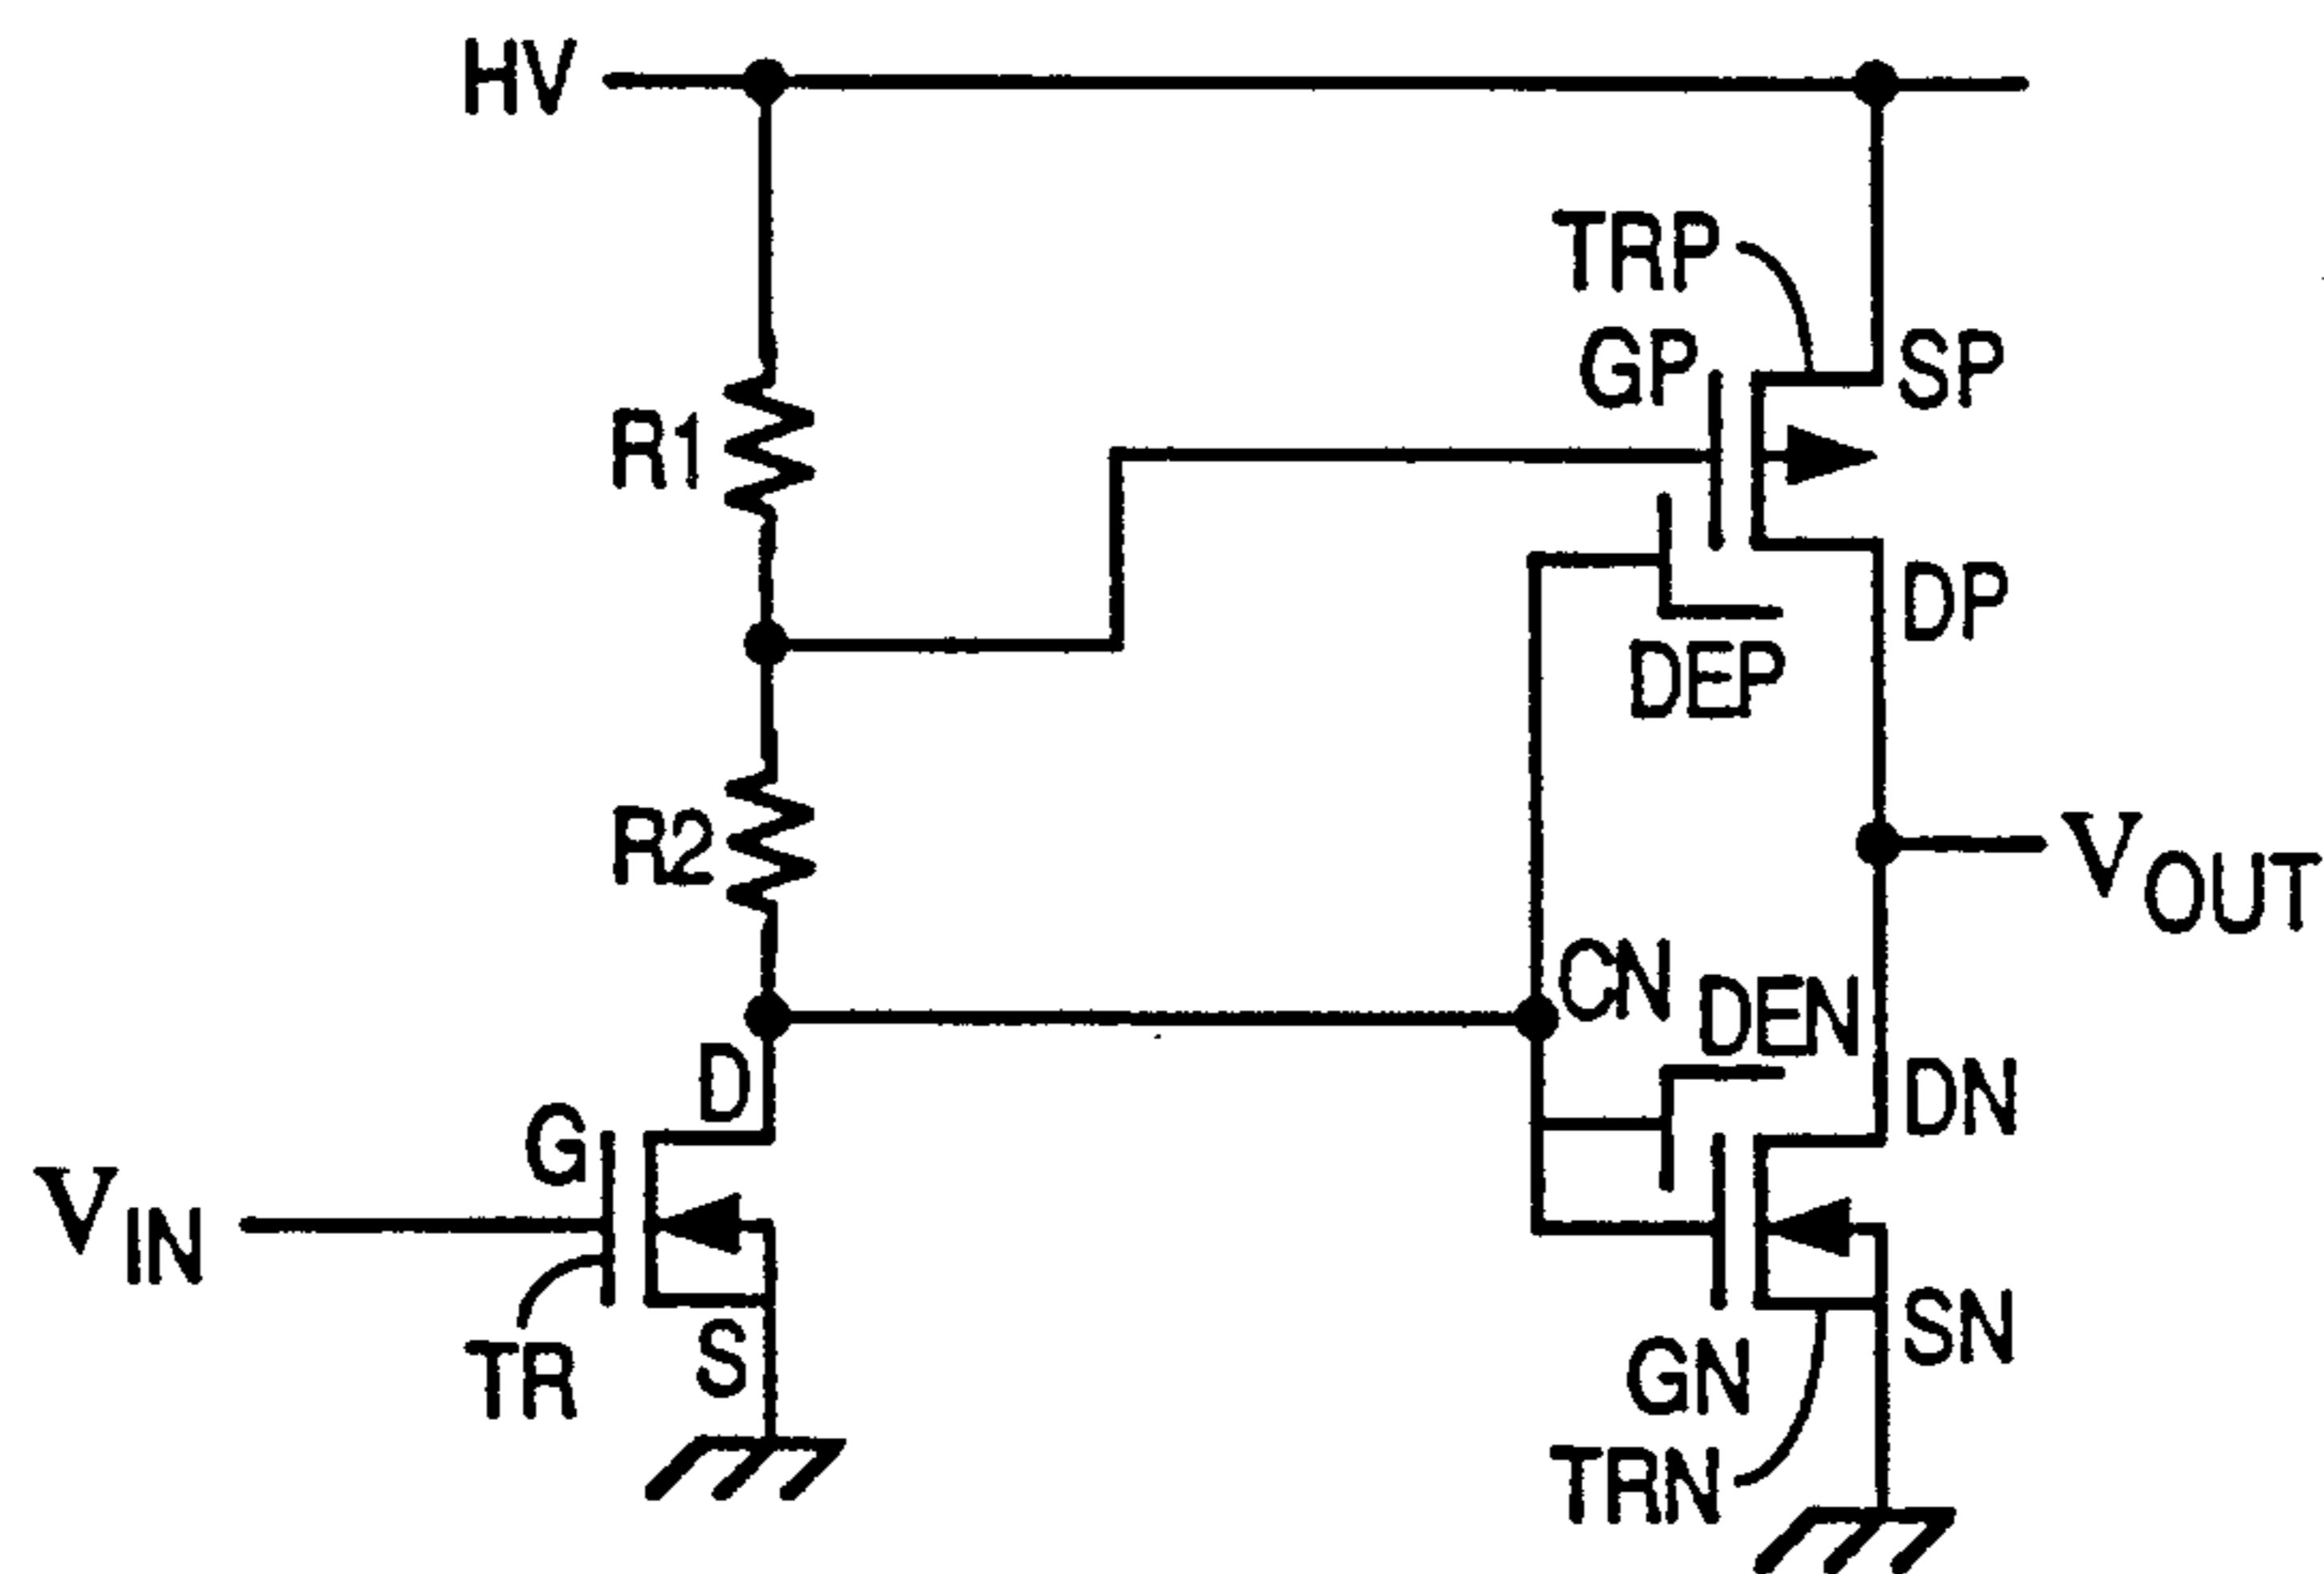 HV
TRP
GP
SP
R1
DP
DEP
R2
VOUT
CN
DEN
D
DN
G
VIN
S
SN
TR
GN
TRN